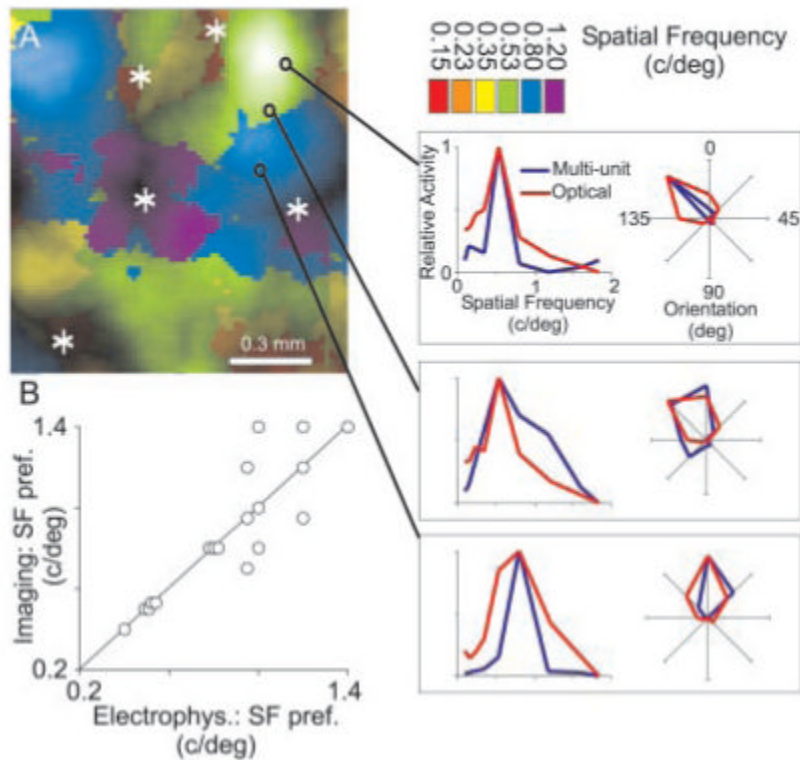 A
* * * * *
0.3 mm
0.15 0.23 0.35 0.53 0.80 1.20
Spatial Frequency
(c/deg)
1
0
Relative Activity
Multi-unit
Optical
0 1 2
Spatial Frequency
(c/deg)
0
135 45
90
Orientation
(deg)
B
1.4
0.2
Imaging: SF pref.
(c/deg)
0.2 1.4
Electrophys.: SF pref.
(c/deg)